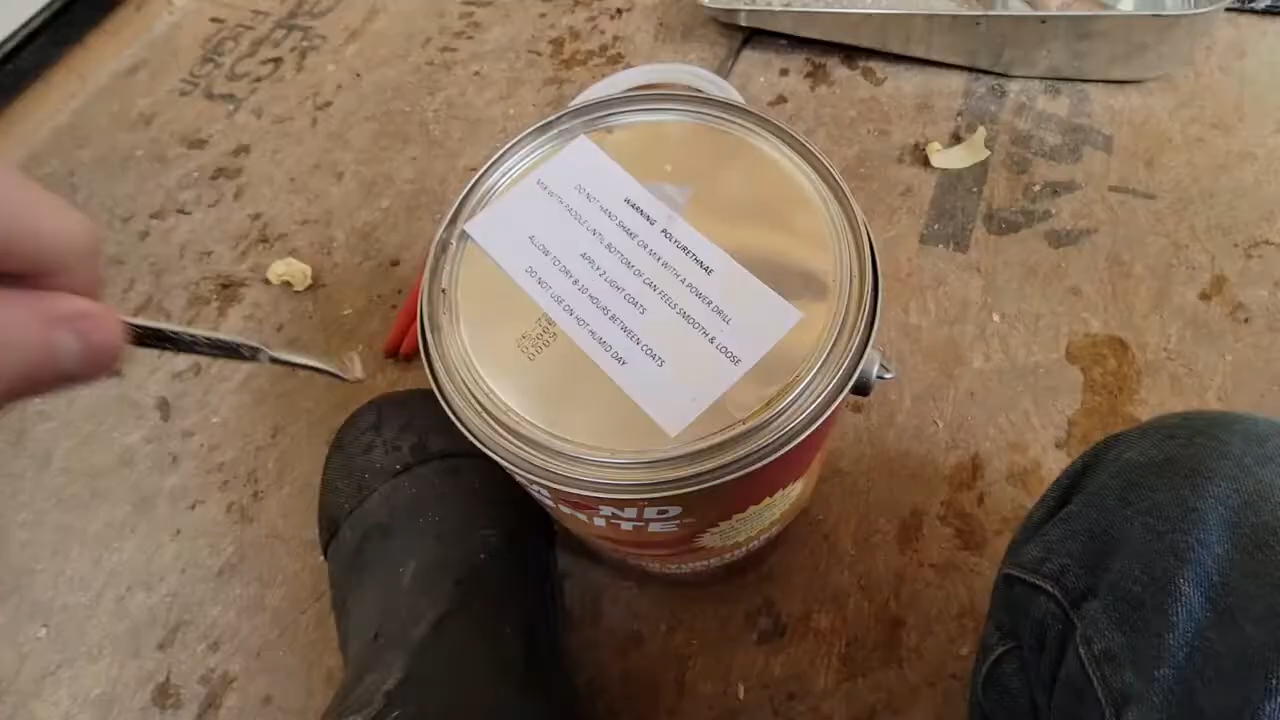 WARNING POLYURETHNAE
DO NOT HAND SHAKE OR MIX WITH A POWER DRILL
MIX WITH PADDLE UNTIL BOTTOM OF CAN FEELS SMOOTH & LOOSE
APPLY 2 LIGHT COATS
ALLOW TO DRY 8-10 HOURS BETWEEN COATS
DO NOT USE ON HOT-HUMID DAY
ND